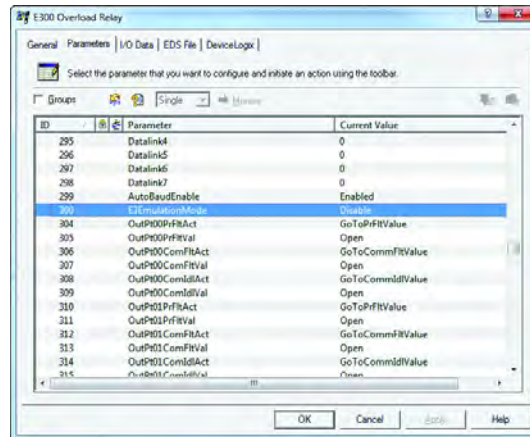 E300 Overload Relay
General Parameters I/O Data EDS File DeviceLogix
Select the parameter that you want to configure and initiate an action using the toolbar.
Groups Single Monitor
ID Parameter Current Value
295 Datalink4 0
296 Datalink5 0
297 Datalink6 0
298 Datalink7 0
299 AutoBaudEnable Enabled
300 E3EmulationMode Disable
304 OutPt00PrFltAct GoToPrFltValue
305 OutPt00PrFltVal Open
306 OutPt00ComFltAct GoToCommFltValue
307 OutPt00ComFltVal Open
308 OutPt00ComIdlAct GoToCommIdlValue
309 OutPt00ComIdlVal Open
310 OutPt01PrFltAct GoToPrFltValue
311 OutPt01PrFltVal Open
312 OutPt01ComFltAct GoToCommFltValue
313 OutPt01ComFltVal Open
314 OutPt01ComIdlAct GoToCommIdlValue
315 OutPt01ComIdlVal Open
OK Cancel Apply Help